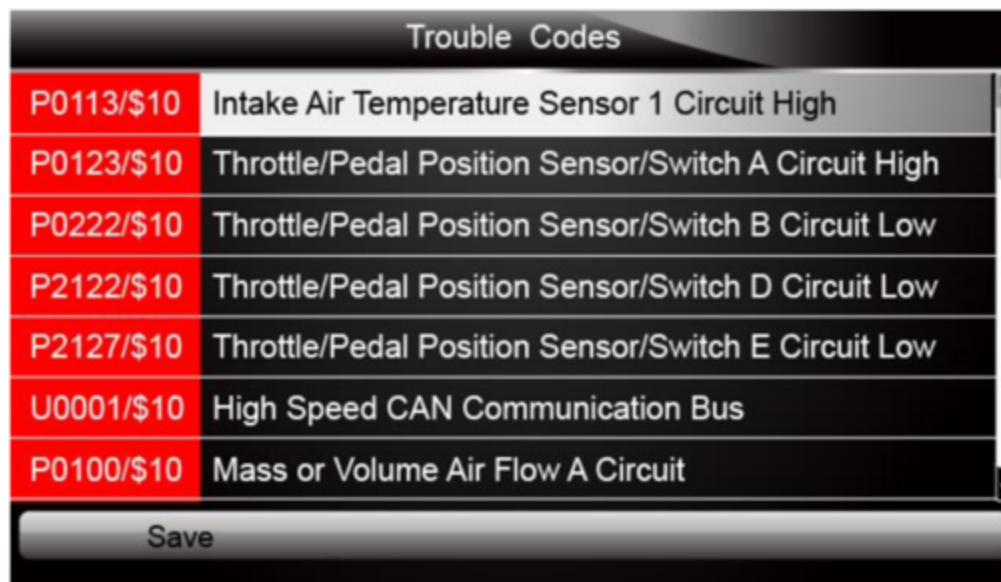 Trouble Codes
P0113/$10 Intake Air Temperature Sensor 1 Circuit High
P0123/$10 Throttle/Pedal Position Sensor/Switch A Circuit High
P0222/$10 Throttle/Pedal Position Sensor/Switch B Circuit Low
P2122/$10 Throttle/Pedal Position Sensor/Switch D Circuit Low
P2127/$10 Throttle/Pedal Position Sensor/Switch E Circuit Low
U0001/$10 High Speed CAN Communication Bus
P0100/$10 Mass or Volume Air Flow A Circuit
Save